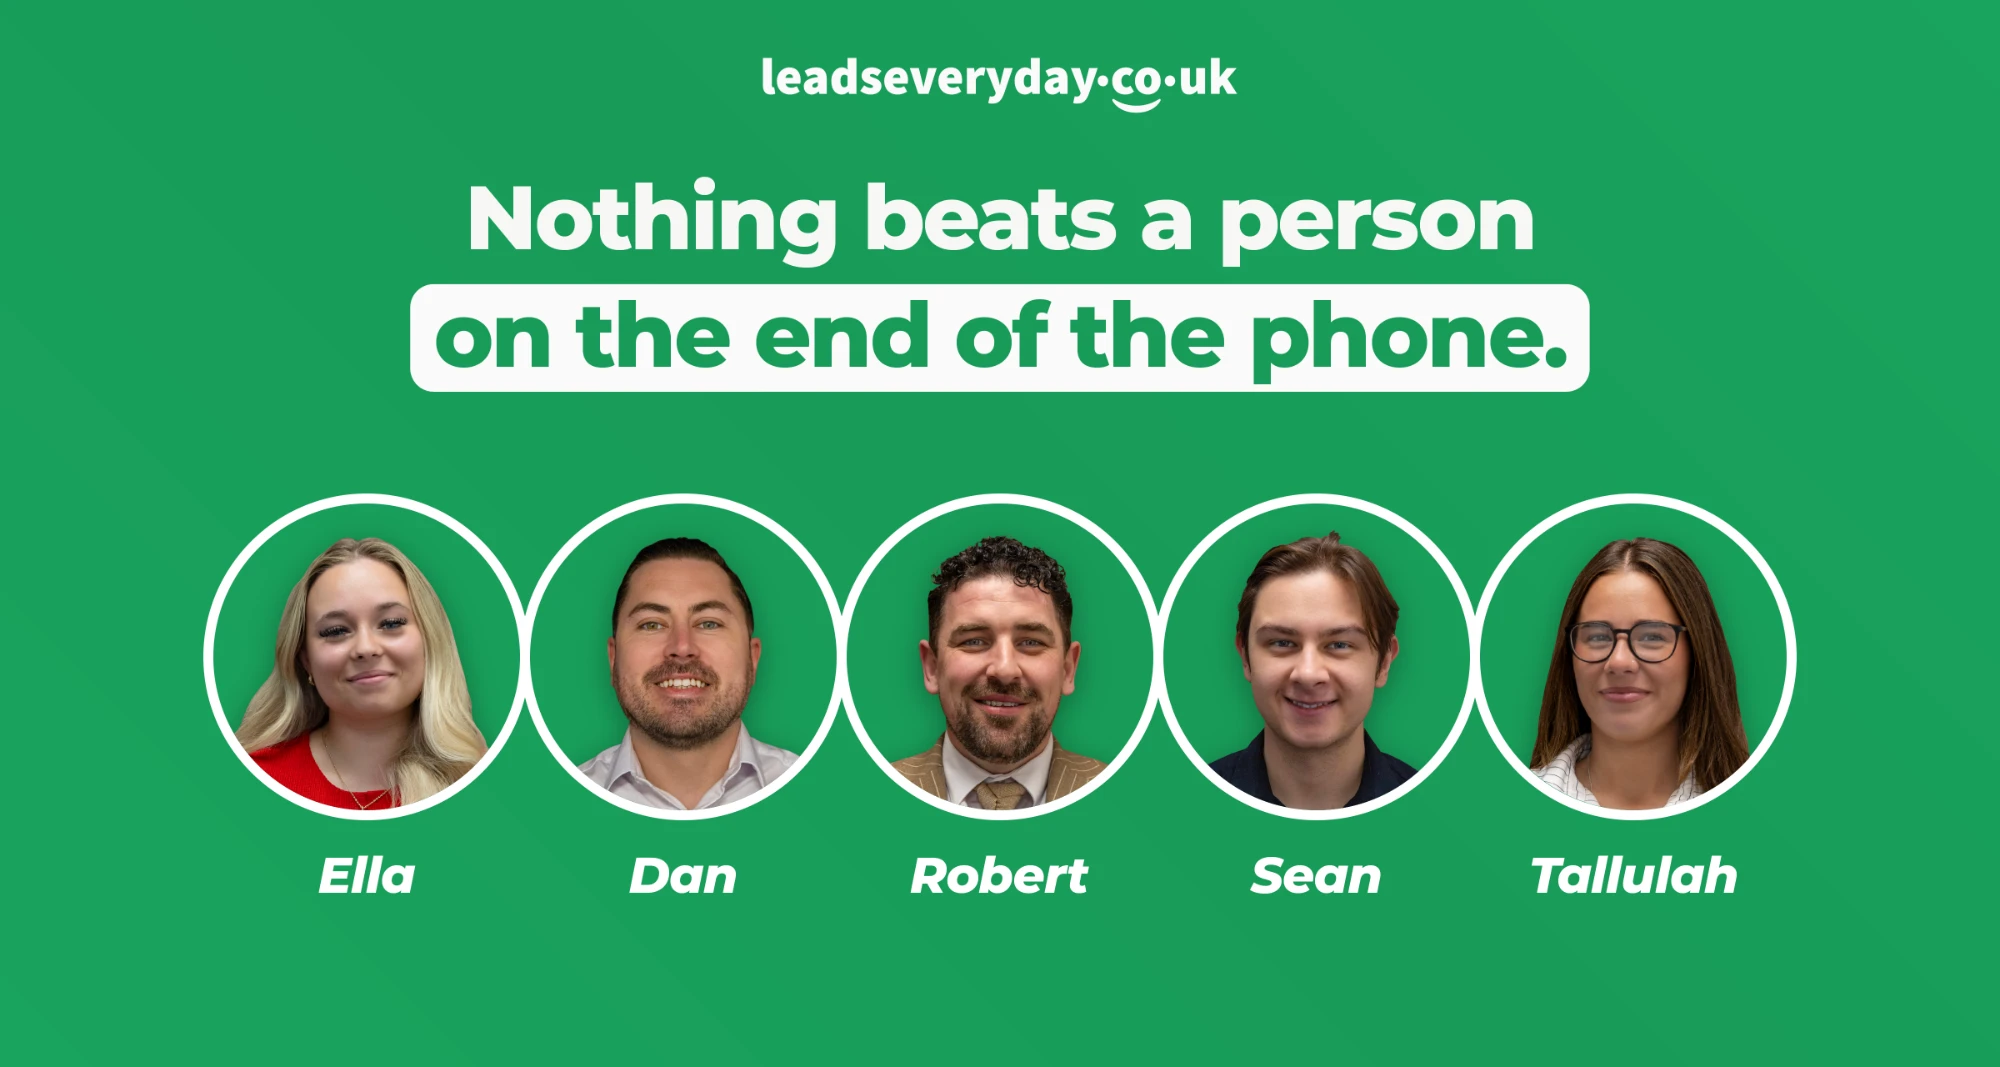 leadseveryday·co·uk
Nothing beats a person
on the end of the phone.
Ella
Dan
Robert
Sean
Tallulah